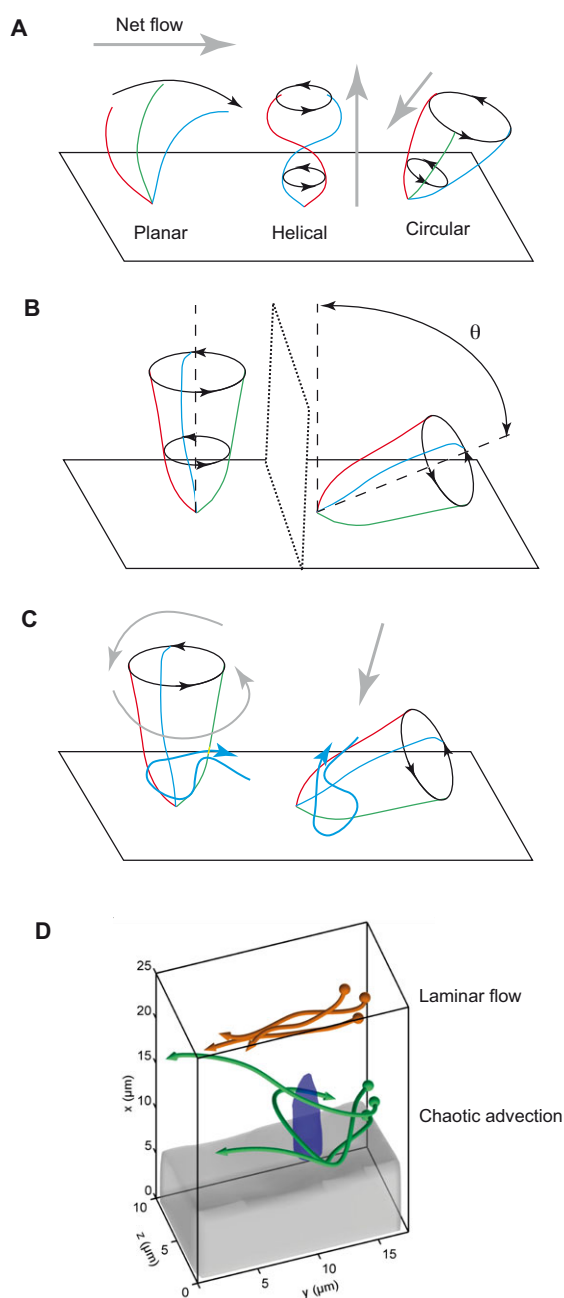 A
Net flow
Planar
Helical
Circular
B
θ
C
D
25
20
15
10
5
0
x (µm)
Laminar flow
Chaotic advection
10
5
0
z (µm)
5
10
15
y (µm)